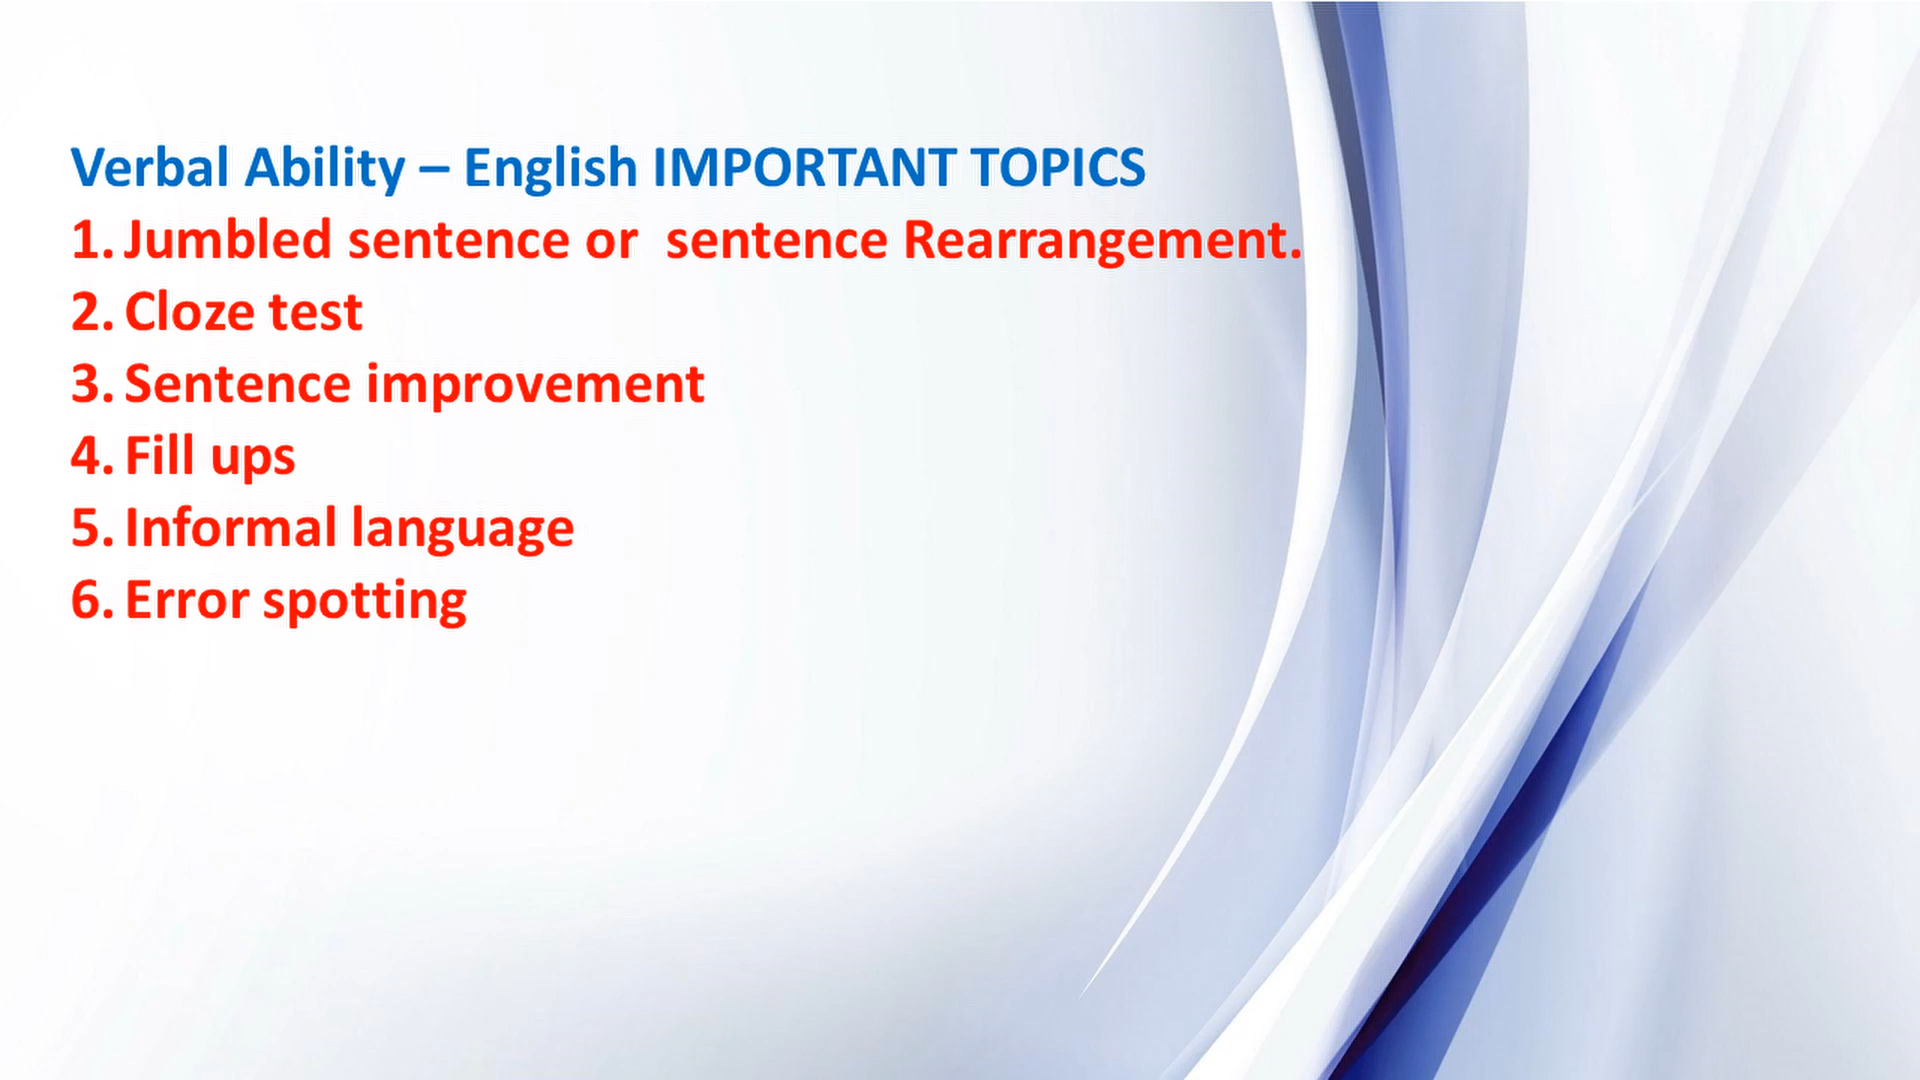 Verbal Ability – English IMPORTANT TOPICS
1. Jumbled sentence or  sentence Rearrangement.
2. Cloze test
3. Sentence improvement
4. Fill ups
5. Informal language
6. Error spotting